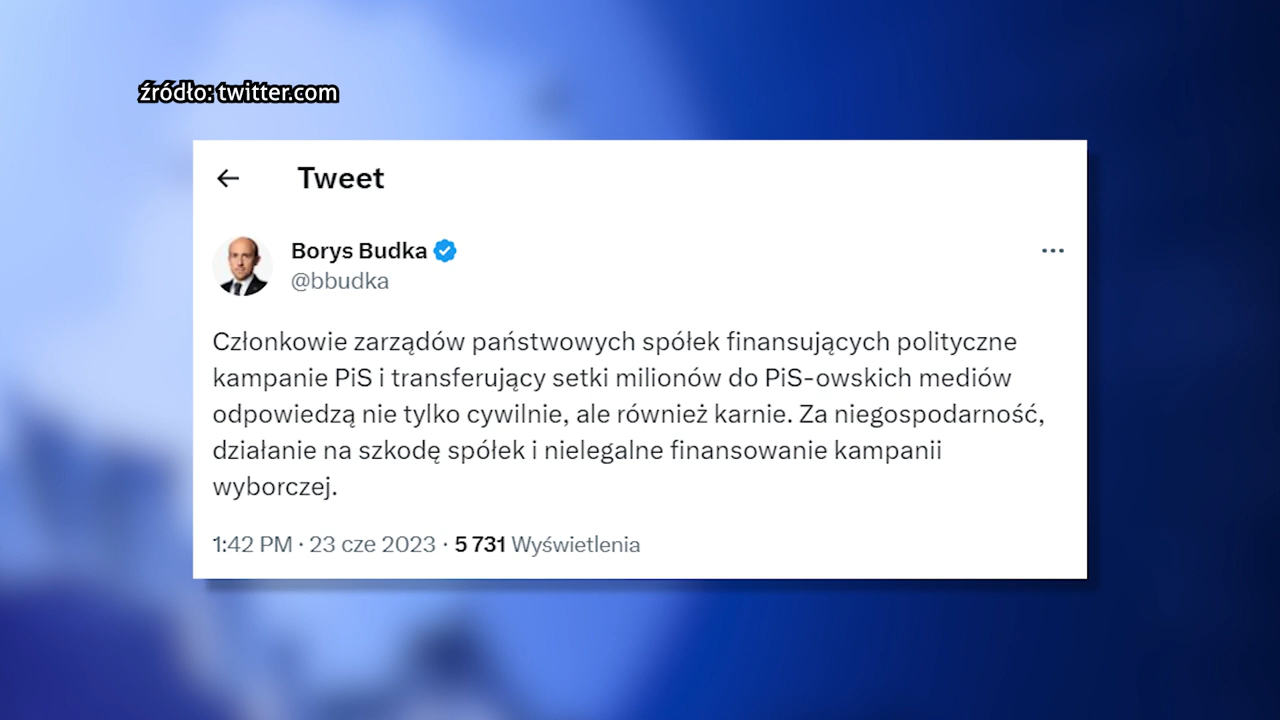 źródło: twitter.com
Tweet
Borys Budka
@bbudka
Członkowie zarządów państwowych spółek finansujących polityczne
kampanie PiS i transferujący setki milionów do PiS-owskich mediów
odpowiedzą nie tylko cywilnie, ale również karnie. Za niegospodarność,
działanie na szkodę spółek i nielegalne finansowanie kampanii
wyborczej.
1:42 PM · 23 cze 2023 · 5 731 Wyświetlenia